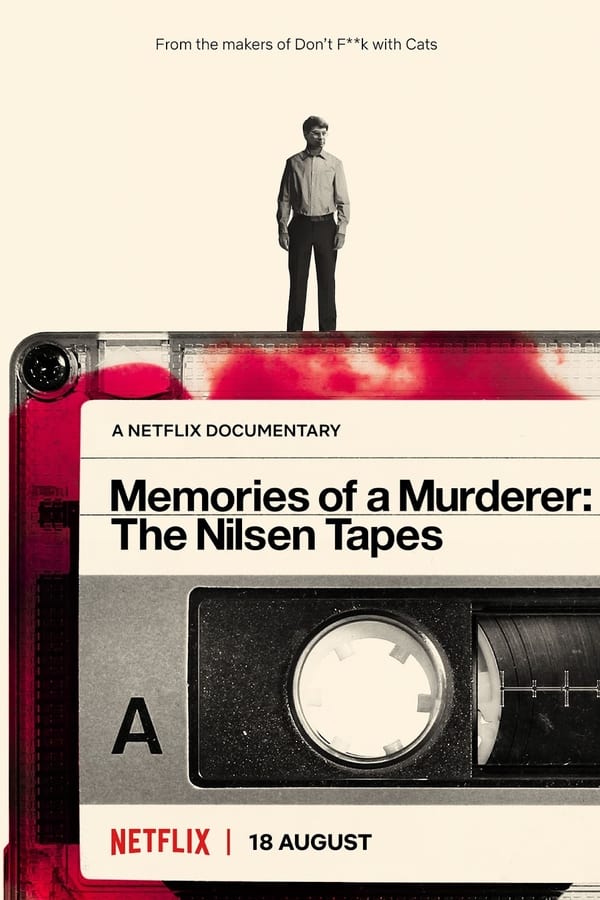 From the makers of Don't F**k with Cats
A NETFLIX DOCUMENTARY
Memories of a Murderer:
The Nilsen Tapes
A
NETFLIX | 18 AUGUST